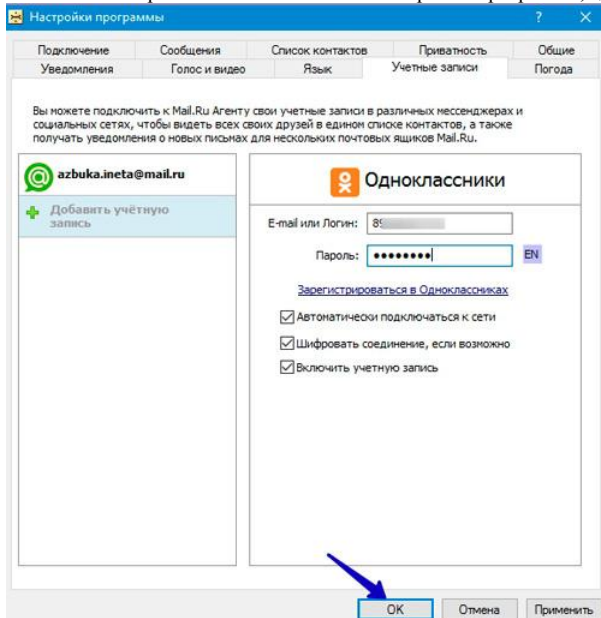 Настройки программы
Подключение Сообщения Список контактов Приватность Общие
Уведомления Голос и видео Язык Учетные записи Погода
Вы можете подключить к Mail.Ru Агенту свои учетные записи в различных мессенджерах и
социальных сетях, чтобы видеть всех своих друзей в едином списке контактов, а также
получать уведомления о новых письмах для нескольких почтовых ящиков Mail.Ru.
azbuka.ineta@mail.ru
Добавить учётную
запись
Одноклассники
E-mail или Логин:
Пароль: ●●●●●●●● EN
Зарегистрироваться в Одноклассниках
Автоматически подключаться к сети
Шифровать соединение, если возможно
Включить учетную запись
OK Отмена Применить